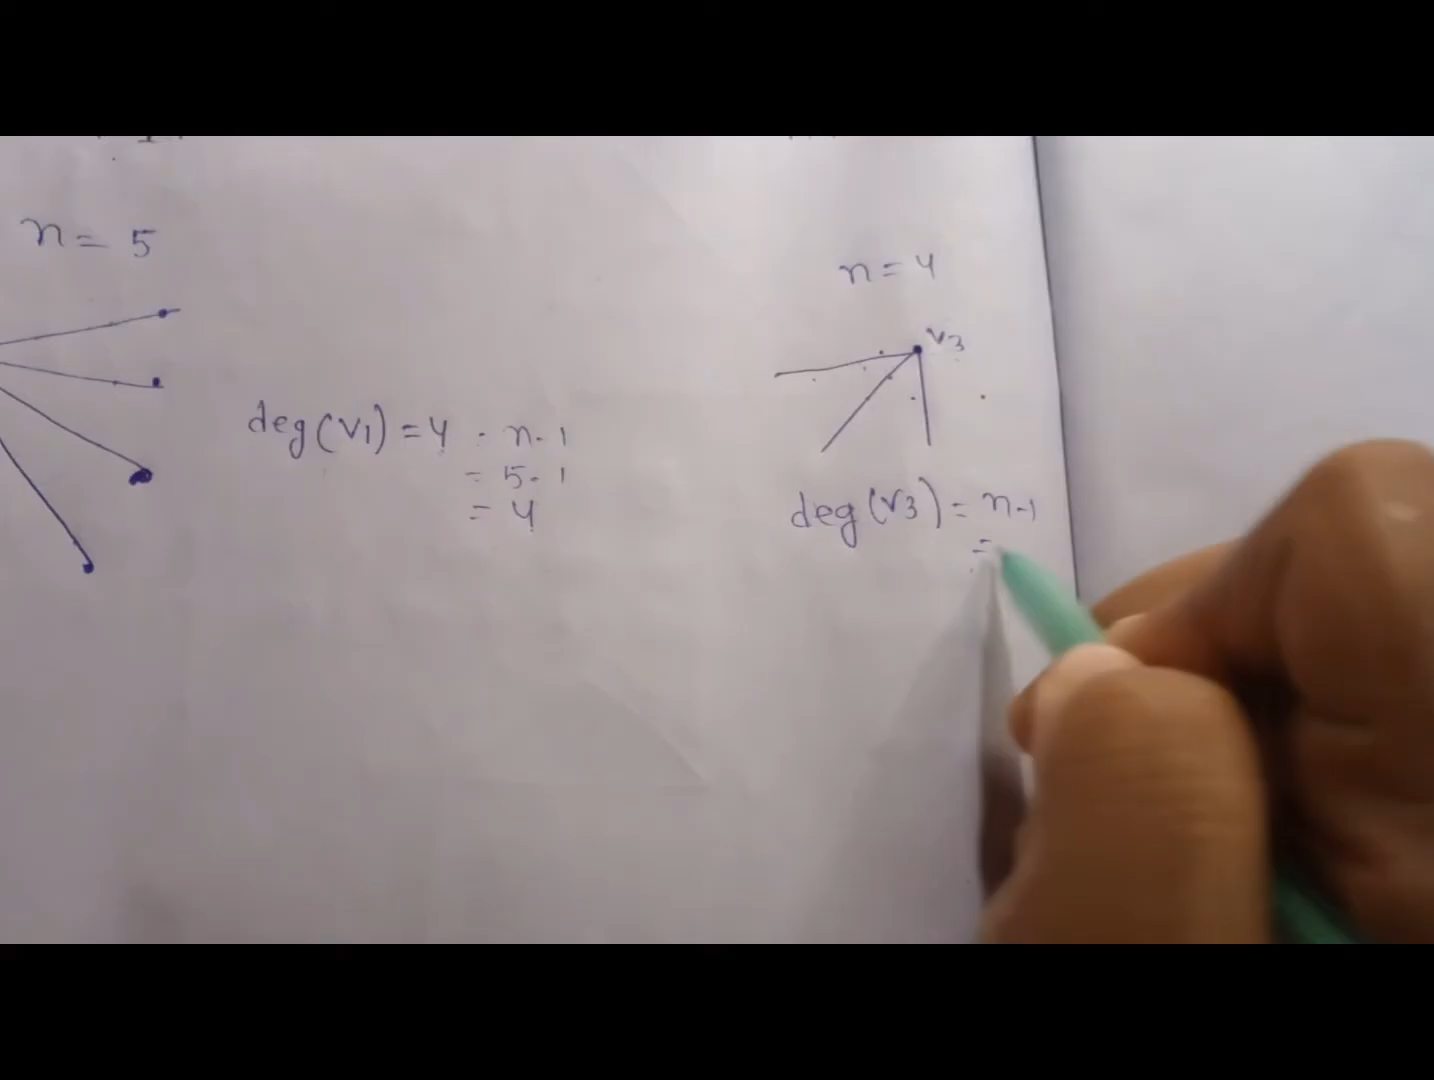 n = 5
deg(v1) = 4 = n-1
= 5-1
= 4
n = 4
v3
deg(v3) = n-1
=